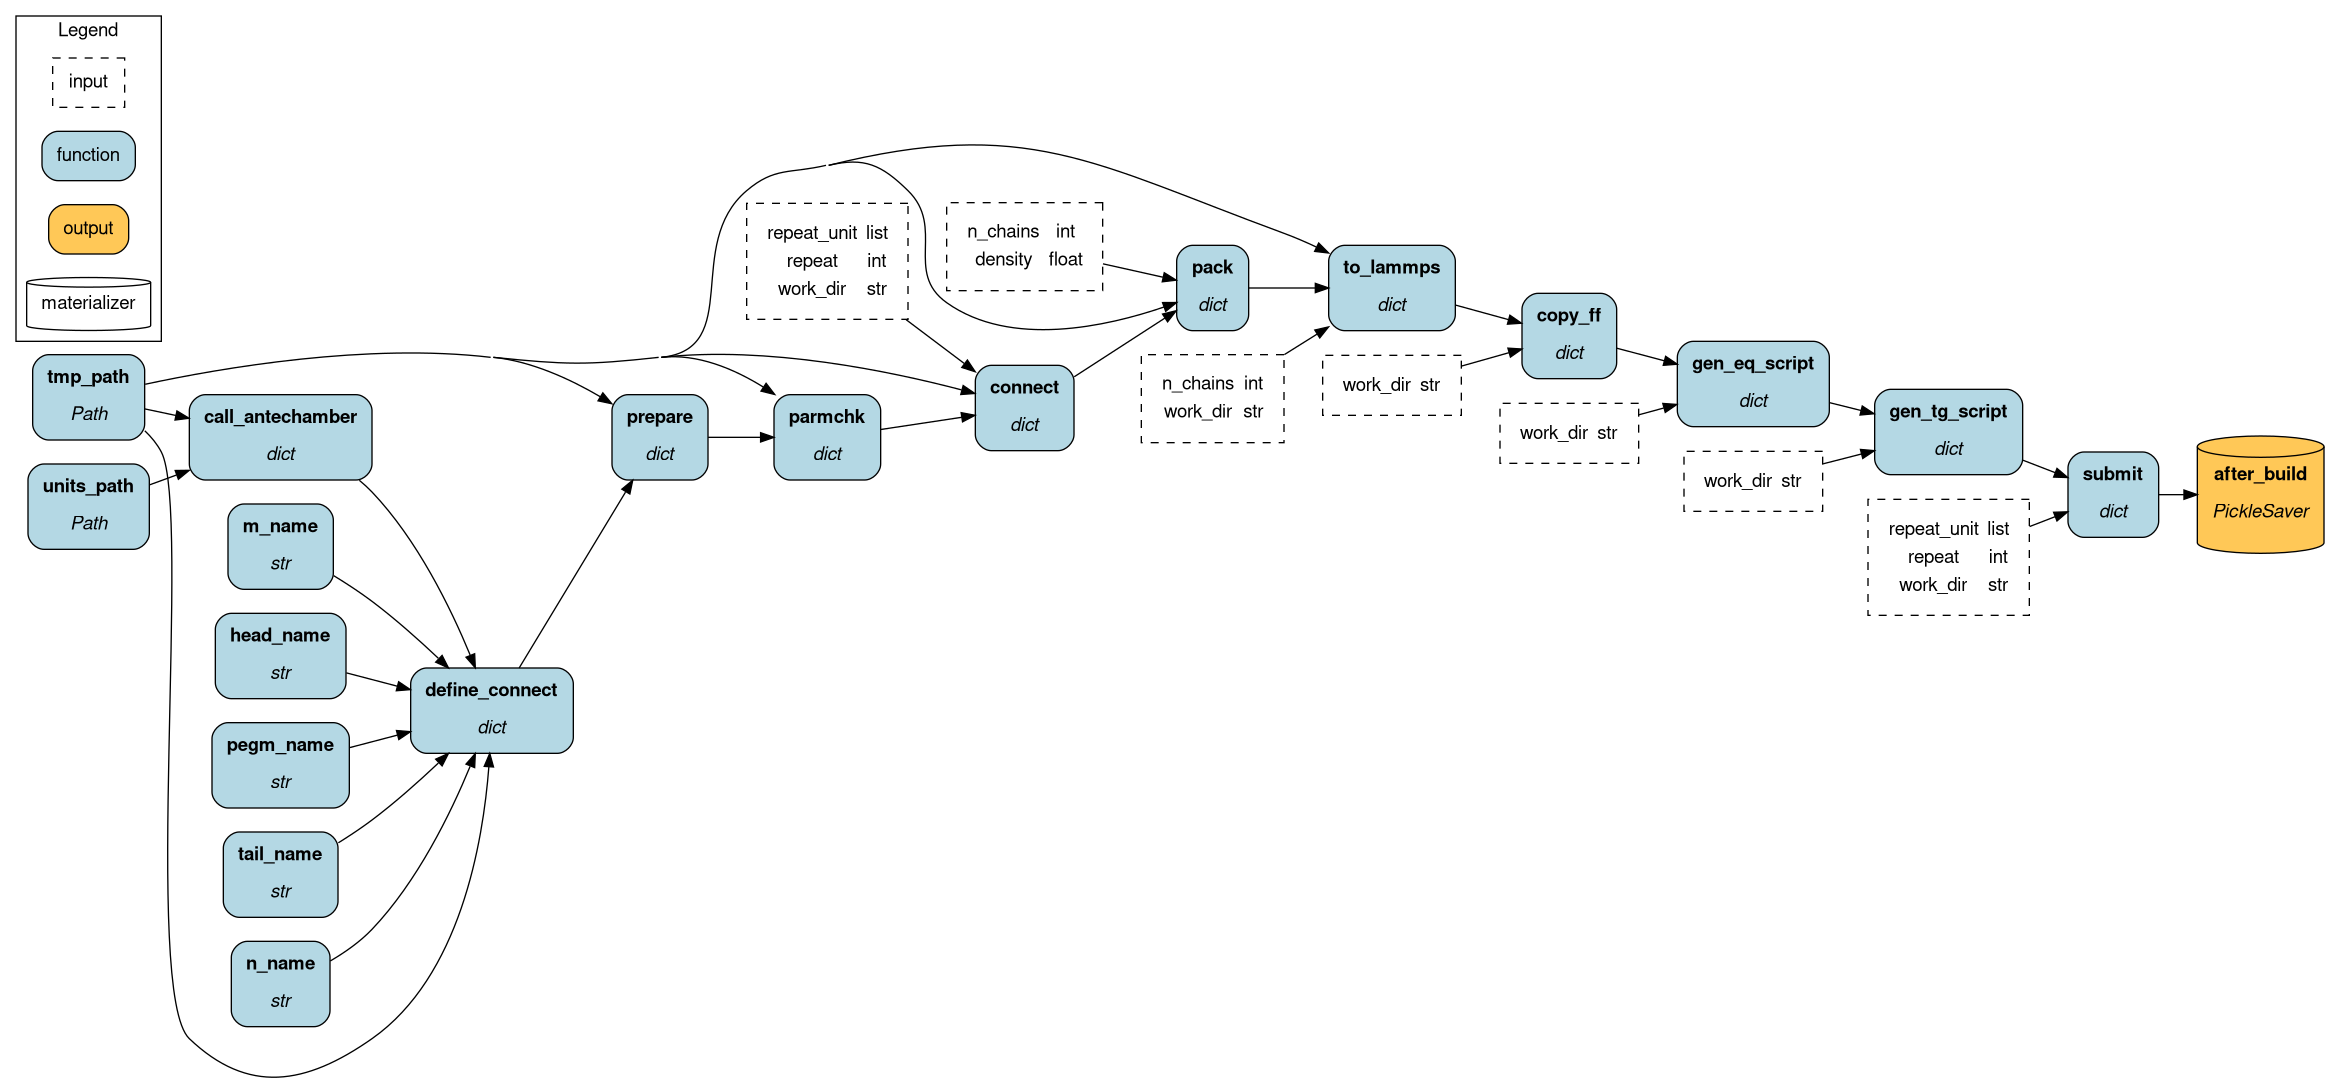 Legend
input
function
output
materializer
tmp_path
Path
units_path
Path
call_antechamber
dict
m_name
str
head_name
str
pegm_name
str
tail_name
str
n_name
str
define_connect
dict
prepare
dict
parmchk
dict
repeat_unit list
repeat int
work_dir str
connect
dict
n_chains int
density float
pack
dict
n_chains int
work_dir str
to_lammps
dict
work_dir str
copy_ff
dict
work_dir str
gen_eq_script
dict
work_dir str
gen_tg_script
dict
repeat_unit list
repeat int
work_dir str
submit
dict
after_build
PickleSaver